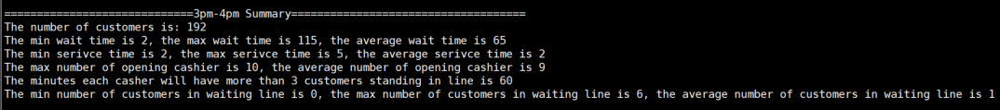 =============================3pm-4pm Summary====================================
The number of customers is: 192
The min wait time is 2, the max wait time is 115, the average wait time is 65
The min serivce time is 2, the max serivce time is 5, the average serivce time is 2
The max number of opening cashier is 10, the average number of opening cashier is 9
The minutes each casher will have more than 3 customers standing in line is 60
The min number of customers in waiting line is 0, the max number of customers in waiting line is 6, the average number of customers in waiting line is 1